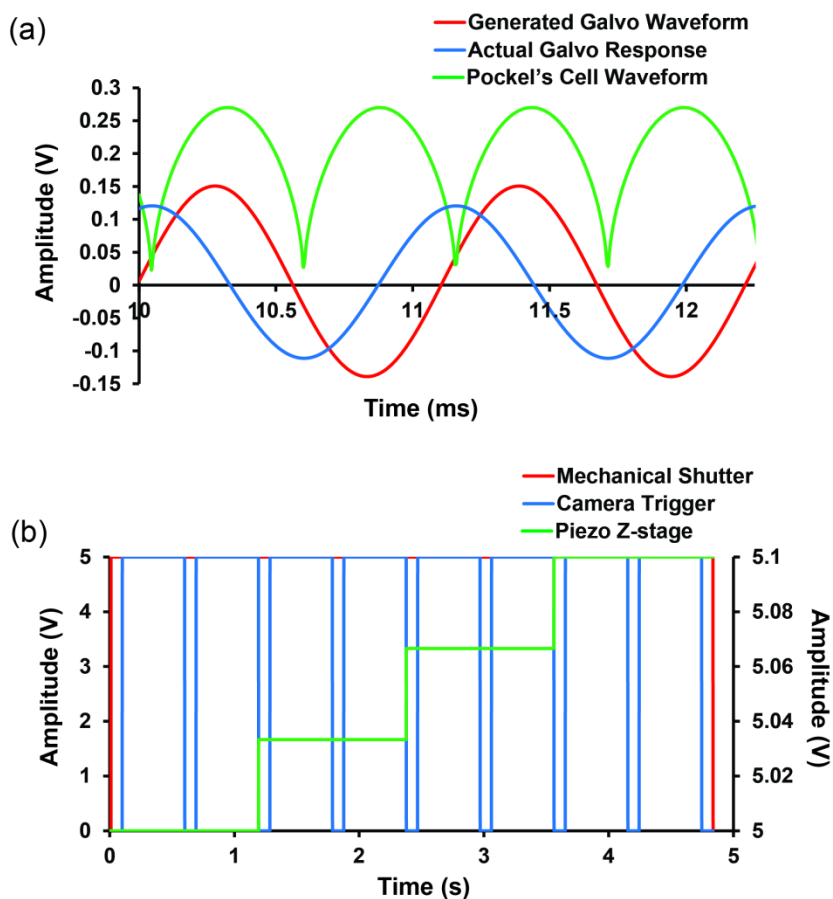 (a)
Generated Galvo Waveform
Actual Galvo Response
Pockel's Cell Waveform
0.3
0.25
0.2
0.15
0.1
0.05
0
-0.05
-0.1
-0.15
Amplitude (V)
10 10.5 11 11.5 12
Time (ms)
Mechanical Shutter
Camera Trigger
Piezo Z-stage
(b)
5
4
3
2
1
0
Amplitude (V)
5.1
5.08
5.06
5.04
5.02
5
Amplitude (V)
0 1 2 3 4 5
Time (s)